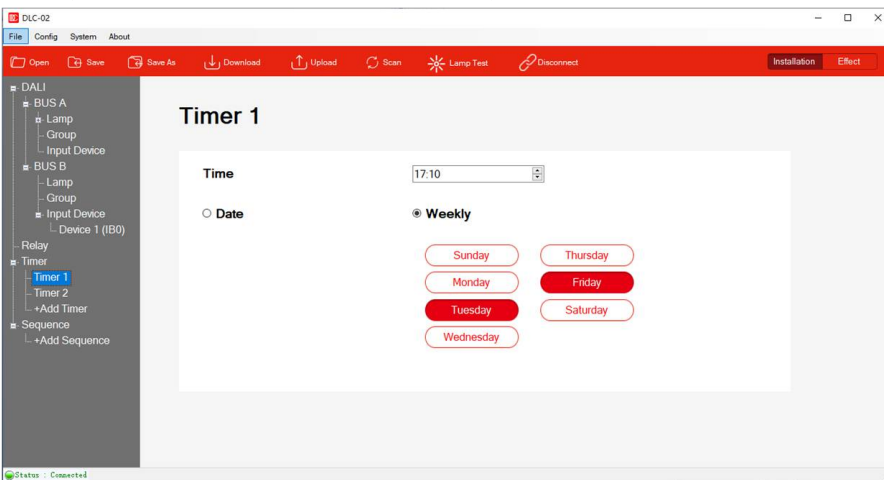 DLC-02
File Config System About
Open Save Save As Download Upload Scan Lamp Test Disconnect Installation Effect
DALI
BUS A
Lamp
Group
Input Device
BUS B
Lamp
Group
Input Device
Device 1 (IB0)
Relay
Timer
Timer 1
Timer 2
+Add Timer
Sequence
+Add Sequence
Timer 1
Time 17:10
Date Weekly
Sunday Thursday
Monday Friday
Tuesday Saturday
Wednesday
Status : Connected